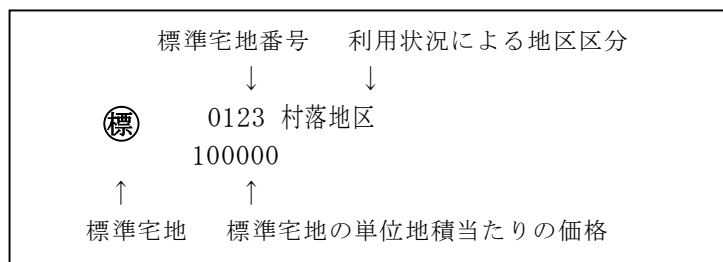 標準宅地番号　利用状況による地区区分
↓　↓
㊞標 0123 村落地区
100000
↑　↑
標準宅地　標準宅地の単位地積当たりの価格